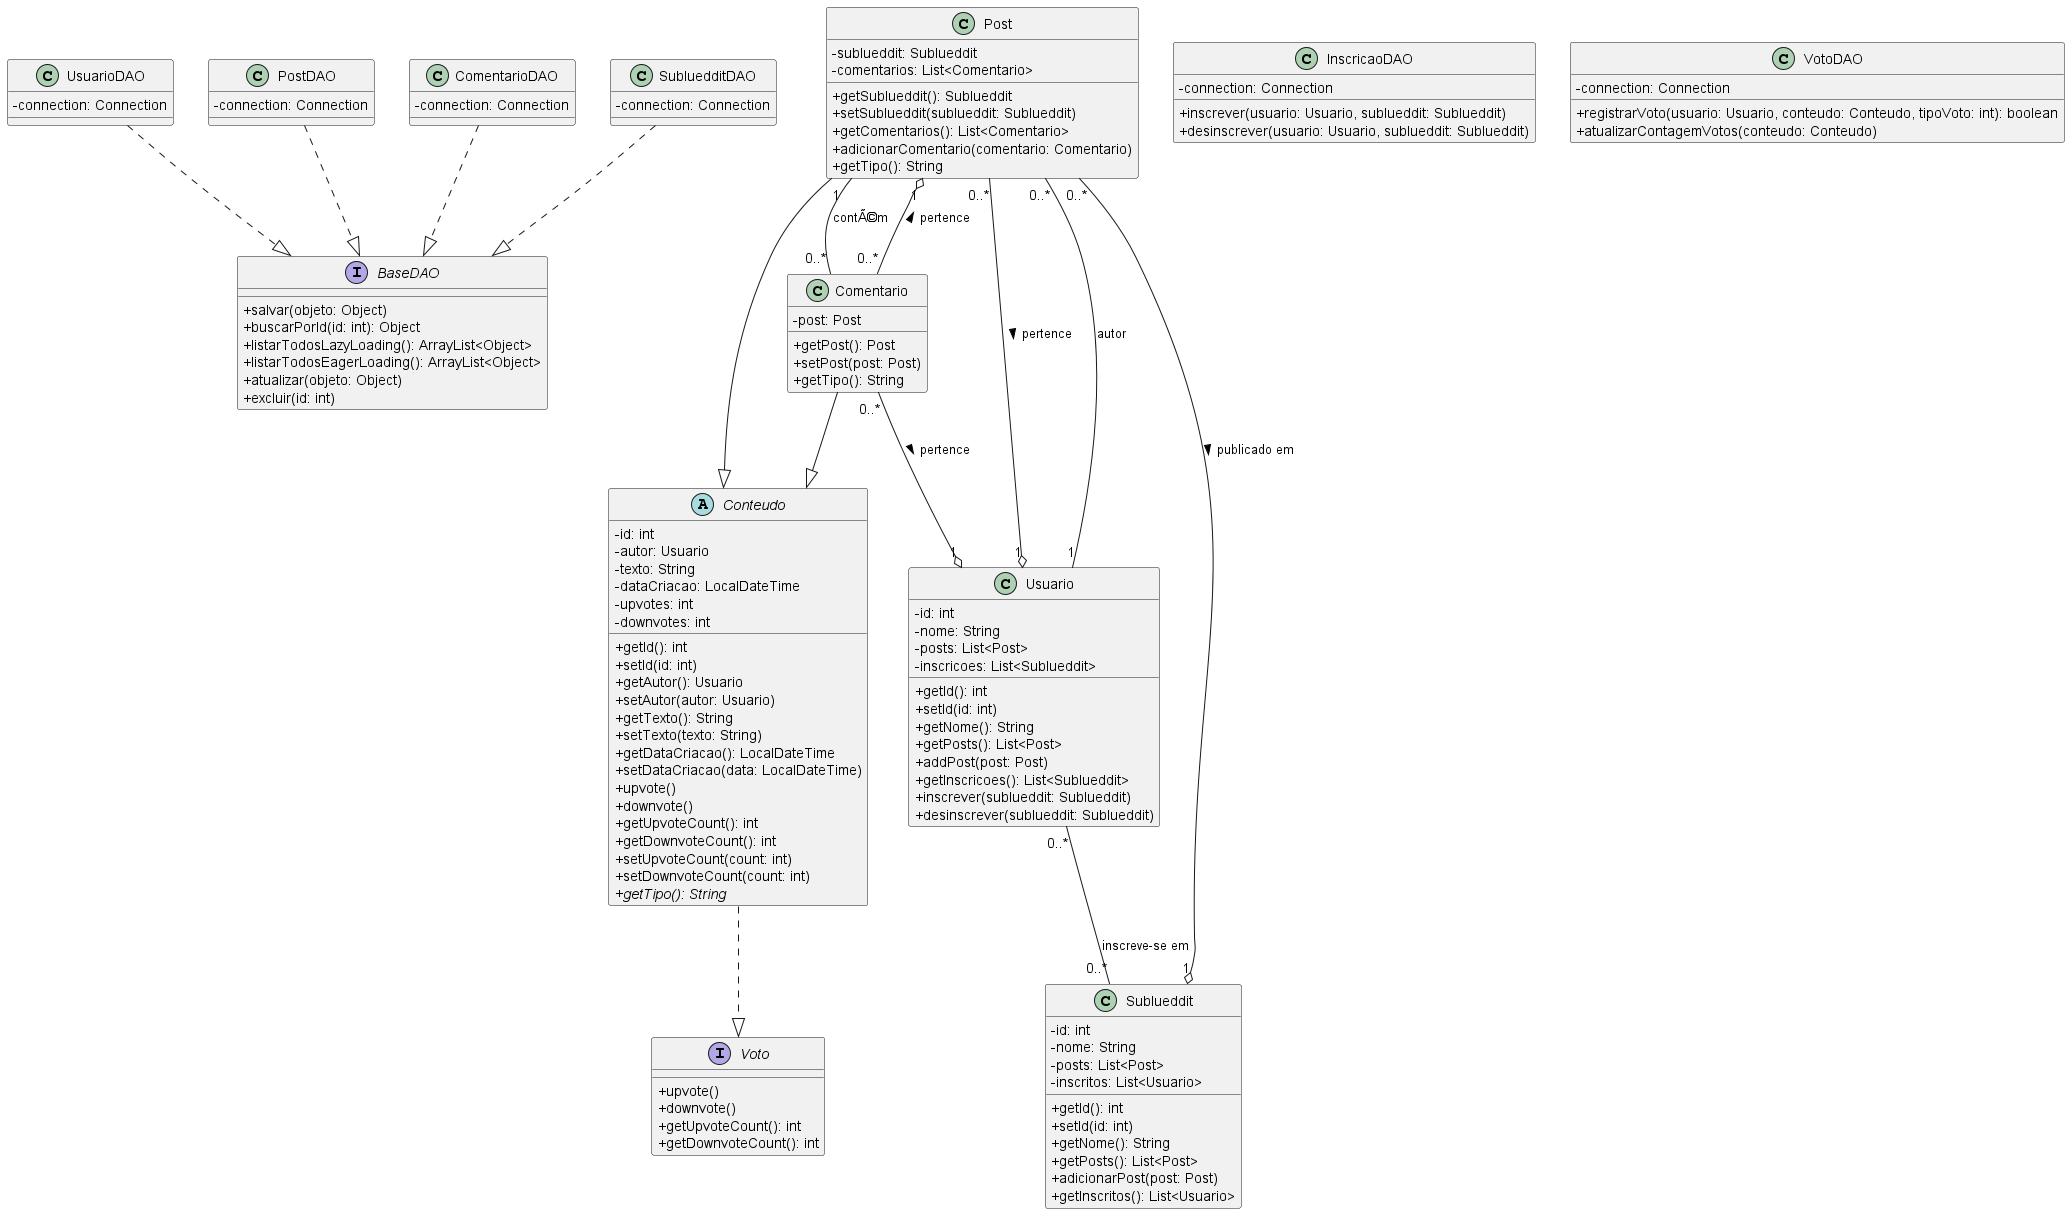 C UsuarioDAO
-connection: Connection
C PostDAO
-connection: Connection
C ComentarioDAO
-connection: Connection
C SubluedditDAO
-connection: Connection
C Post
-sublueddit: Sublueddit
-comentarios: List<Comentario>
+getSublueddit(): Sublueddit
+setSublueddit(sublueddit: Sublueddit)
+getComentarios(): List<Comentario>
+adicionarComentario(comentario: Comentario)
+getTipo(): String
C InscricaoDAO
-connection: Connection
+inscrever(usuario: Usuario, sublueddit: Sublueddit)
+desinscrever(usuario: Usuario, sublueddit: Sublueddit)
C VotoDAO
-connection: Connection
+registrarVoto(usuario: Usuario, conteudo: Conteudo, tipoVoto: int): boolean
+atualizarContagemVotos(conteudo: Conteudo)
1
1
0..*
0..*
0..*
contÃ©m
pertence
0..*
0..*
I BaseDAO
+salvar(objeto: Object)
+buscarPorId(id: int): Object
+listarTodosLazyLoading(): ArrayList<Object>
+listarTodosEagerLoading(): ArrayList<Object>
+atualizar(objeto: Object)
+excluir(id: int)
C Comentario
-post: Post
+getPost(): Post
+setPost(post: Post)
+getTipo(): String
pertence
autor
0..*
pertence
publicado em
A Conteudo
-id: int
-autor: Usuario
-texto: String
-dataCriacao: LocalDateTime
-upvotes: int
-downvotes: int
+getId(): int
+setId(id: int)
+getAutor(): Usuario
+setAutor(autor: Usuario)
+getTexto(): String
+setTexto(texto: String)
+getDataCriacao(): LocalDateTime
+setDataCriacao(data: LocalDateTime)
+upvote()
+downvote()
+getUpvoteCount(): int
+getDownvoteCount(): int
+setUpvoteCount(count: int)
+setDownvoteCount(count: int)
+getTipo(): String
1
1
1
C Usuario
-id: int
-nome: String
-posts: List<Post>
-inscricoes: List<Sublueddit>
+getId(): int
+setId(id: int)
+getNome(): String
+getPosts(): List<Post>
+addPost(post: Post)
+getInscricoes(): List<Sublueddit>
+inscrever(sublueddit: Sublueddit)
+desinscrever(sublueddit: Sublueddit)
0..*
inscreve-se em
0..*
1
I Voto
+upvote()
+downvote()
+getUpvoteCount(): int
+getDownvoteCount(): int
C Sublueddit
-id: int
-nome: String
-posts: List<Post>
-inscritos: List<Usuario>
+getId(): int
+setId(id: int)
+getNome(): String
+getPosts(): List<Post>
+adicionarPost(post: Post)
+getInscritos(): List<Usuario>